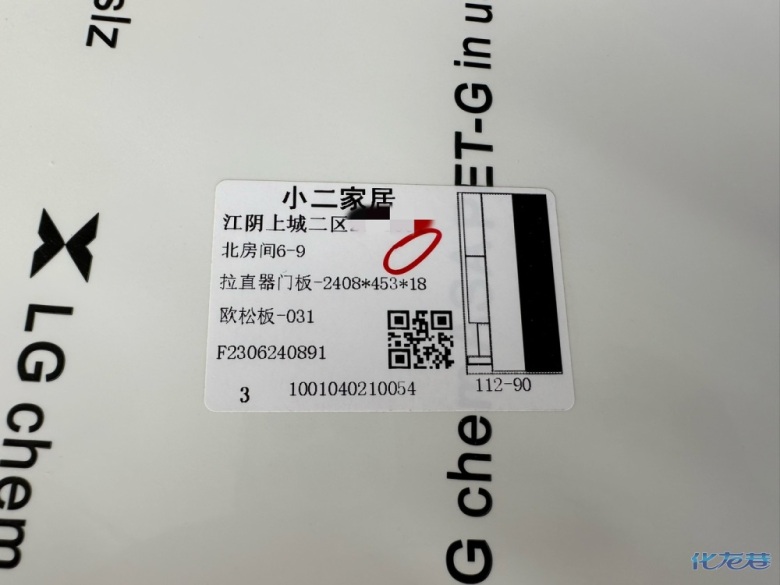 slz
ET-G in u
小二家居
江阴上城二区
北房间6-9
拉直器门板-2408*453*18
欧松板-031
F2306240891
3
1001040210054
112-90
LG chem
G che
化龙巷